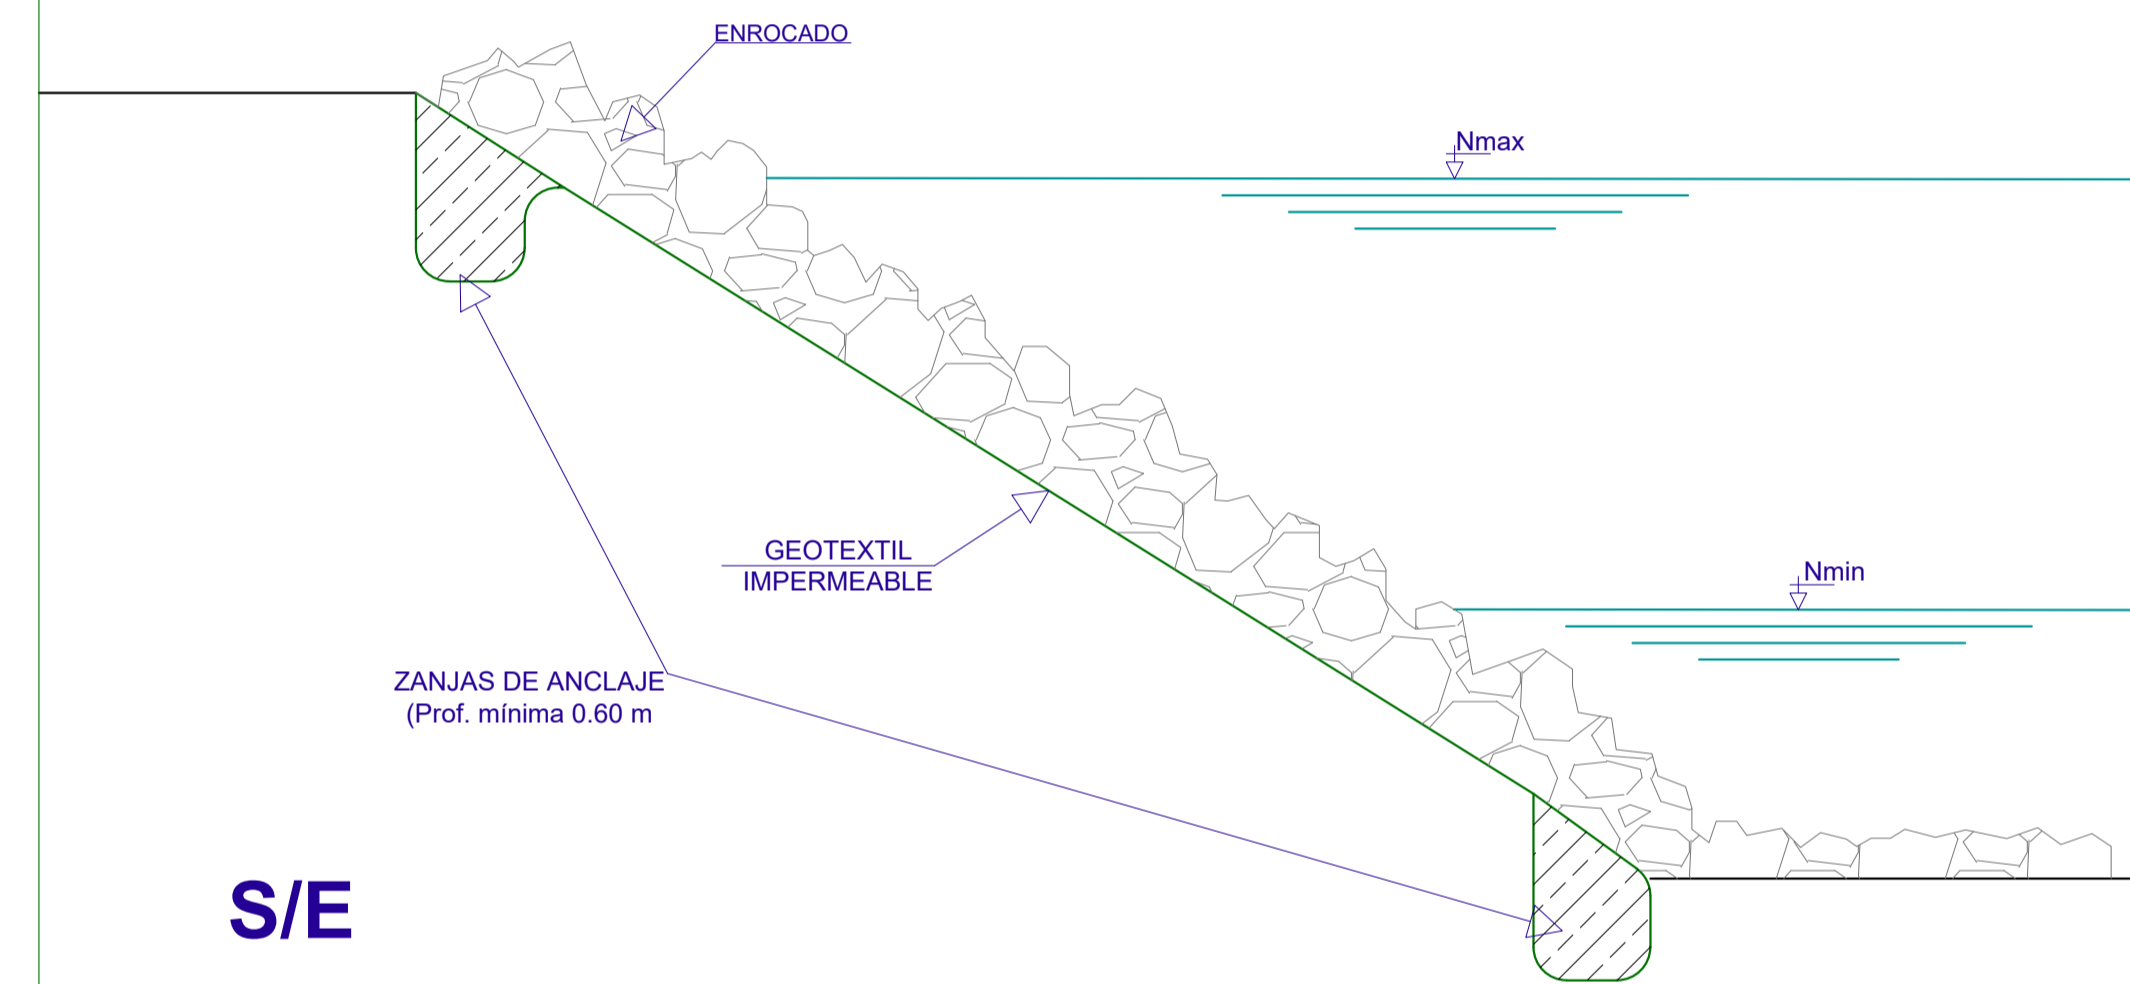 ENROCADO
Nmax
GEOTEXTIL
IMPERMEABLE
Nmin
ZANJAS DE ANCLAJE
(Prof. mínima 0.60 m
S/E